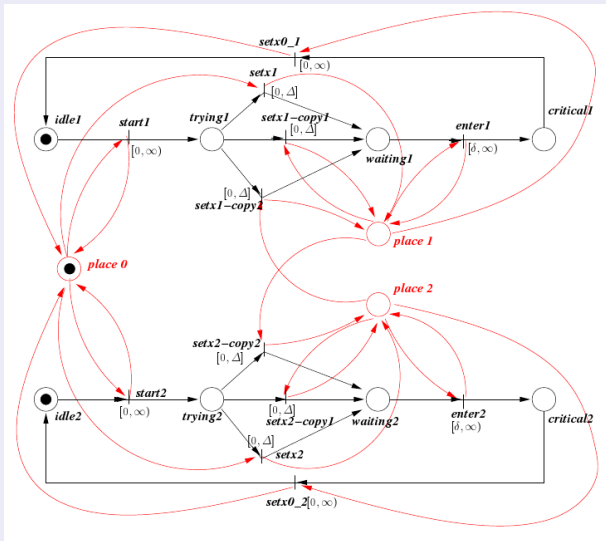 setx0_1
[0, ∞)
setx1
[0, Δ]
idle1
start1
[0, ∞)
trying1
setx1−copy1
[0, Δ]
enter1
[δ, ∞)
critical1
waiting1
[0, Δ]
setx1−copy2
place 1
place 0
place 2
setx2−copy2
[0, Δ]
start2
[0, ∞)
idle2
trying2
[0, Δ]
setx2−copy1
waiting2
enter2
[δ, ∞)
critical2
[0, Δ]
setx2
setx0_2[0, ∞)